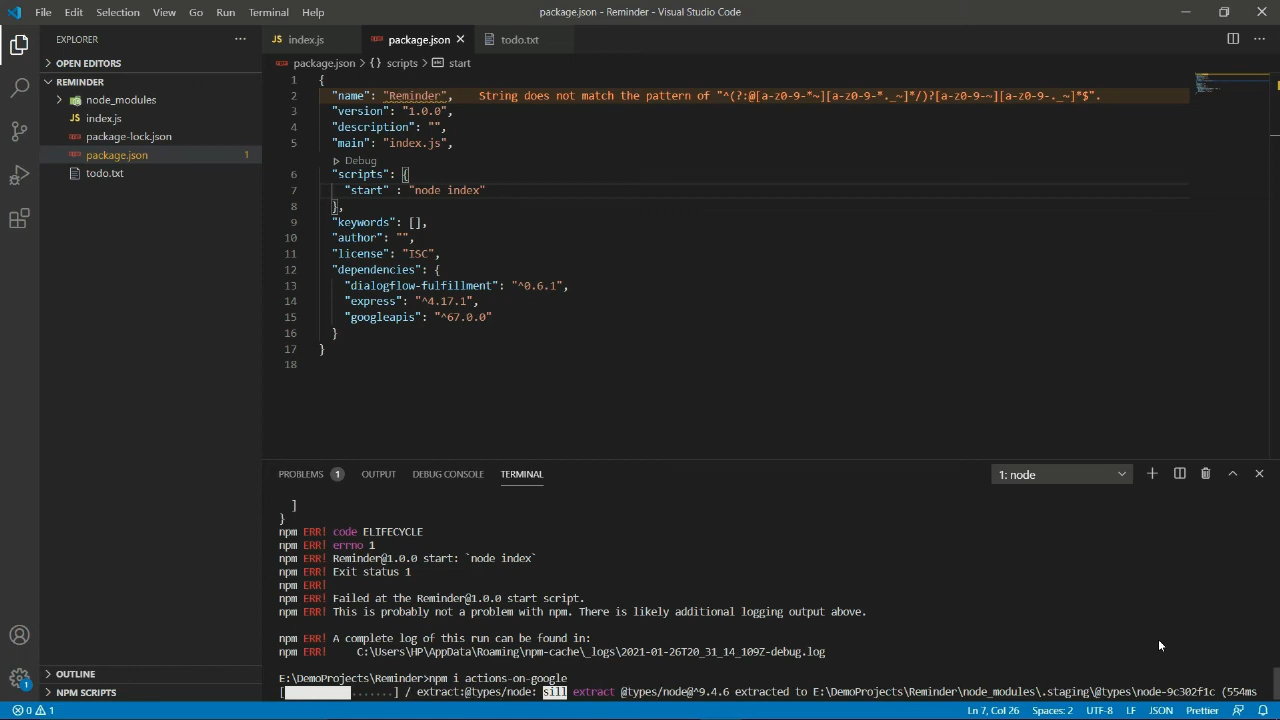 File Edit Selection View Go Run Terminal Help
package.json - Reminder - Visual Studio Code
EXPLORER
OPEN EDITORS
REMINDER
node_modules
index.js
package-lock.json
package.json 1
todo.txt
OUTLINE
NPM SCRIPTS
index.js package.json todo.txt
package.json > {} scripts > abc start
1 {
2 "name": "Reminder", String does not match the pattern of "^(?:@[a-z0-9-*~][a-z0-9-*._~]*/)?[a-z0-9-~][a-z0-9-._~]*$".
3 "version": "1.0.0",
4 "description": "",
5 "main": "index.js",
Debug
6 "scripts": {
7 "start" : "node index"
8 },
9 "keywords": [],
10 "author": "",
11 "license": "ISC",
12 "dependencies": {
13 "dialogflow-fulfillment": "^0.6.1",
14 "express": "^4.17.1",
15 "googleapis": "^67.0.0"
16 }
17 }
18
PROBLEMS 1 OUTPUT DEBUG CONSOLE TERMINAL 1: node
]
}
npm ERR! code ELIFECYCLE
npm ERR! errno 1
npm ERR! Reminder@1.0.0 start: `node index`
npm ERR! Exit status 1
npm ERR!
npm ERR! Failed at the Reminder@1.0.0 start script.
npm ERR! This is probably not a problem with npm. There is likely additional logging output above.
npm ERR! A complete log of this run can be found in:
npm ERR! C:\Users\HP\AppData\Roaming\npm-cache\_logs\2021-01-26T20_31_14_109Z-debug.log
E:\DemoProjects\Reminder>npm i actions-on-google
[ .......] / extract:@types/node: sill extract @types/node@^9.4.6 extracted to E:\DemoProjects\Reminder\node_modules\.staging\@types\node-9c302f1c (554ms
1
0 1 Ln 7, Col 26 Spaces: 2 UTF-8 LF JSON Prettier